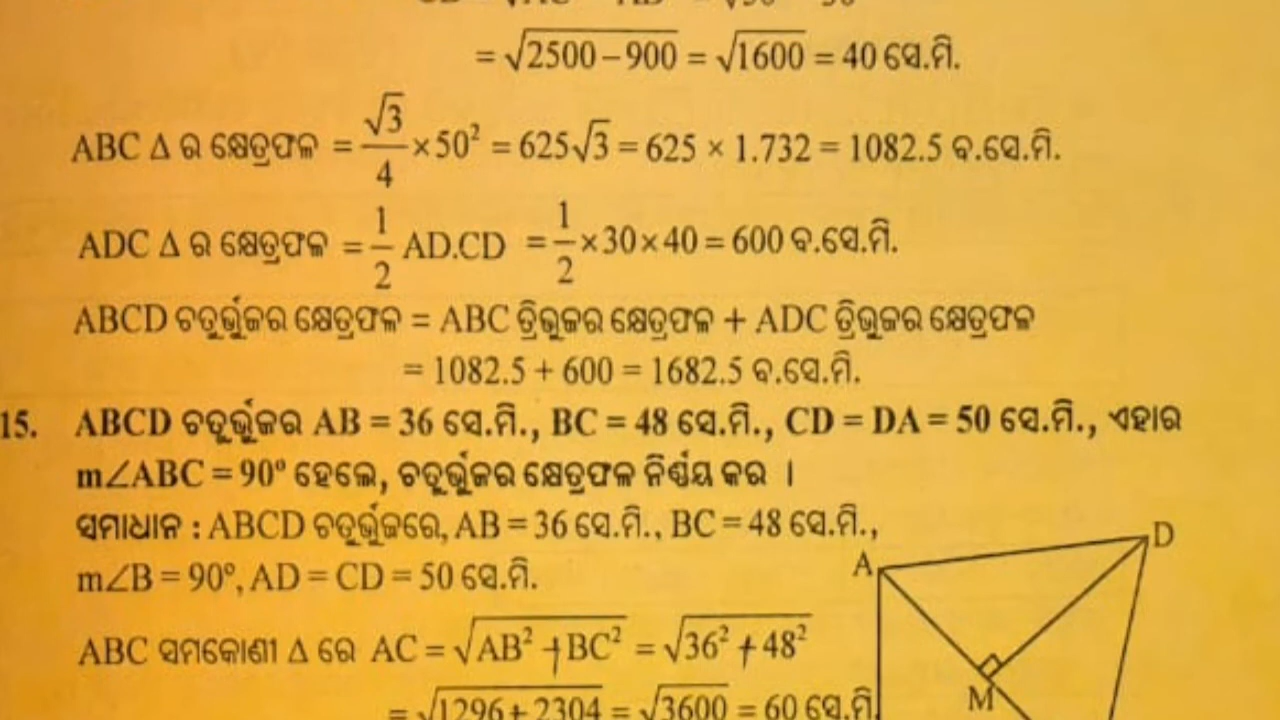 = √(2500 – 900) = √1600 = 40 ସେ.ମି.
ABC Δ ର କ୍ଷେତ୍ରଫଳ = √3/4 × 50² = 625√3 = 625 × 1.732 = 1082.5 ବ.ସେ.ମି.
ADC Δ ର କ୍ଷେତ୍ରଫଳ = 1/2 AD.CD = 1/2 × 30 × 40 = 600 ବ.ସେ.ମି.
ABCD ଚତୁର୍ଭୁଜର କ୍ଷେତ୍ରଫଳ = ABC ତ୍ରିଭୁଜର କ୍ଷେତ୍ରଫଳ + ADC ତ୍ରିଭୁଜର କ୍ଷେତ୍ରଫଳ
= 1082.5 + 600 = 1682.5 ବ.ସେ.ମି.
15. ABCD ଚତୁର୍ଭୁଜର AB = 36 ସେ.ମି., BC = 48 ସେ.ମି., CD = DA = 50 ସେ.ମି., ଏହାର
m∠ABC = 90° ହେଲେ, ଚତୁର୍ଭୁଜର କ୍ଷେତ୍ରଫଳ ନିର୍ଣ୍ଣୟ କର ।
ସମାଧାନ : ABCD ଚତୁର୍ଭୁଜରେ, AB = 36 ସେ.ମି., BC = 48 ସେ.ମି.,
m∠B = 90°, AD = CD = 50 ସେ.ମି.
ABC ସମକୋଣୀ Δ ରେ AC = √(AB² + BC²) = √(36² + 48²)
= √(1296 + 2304) = √3600 = 60 ସେ.ମି.
A
D
M